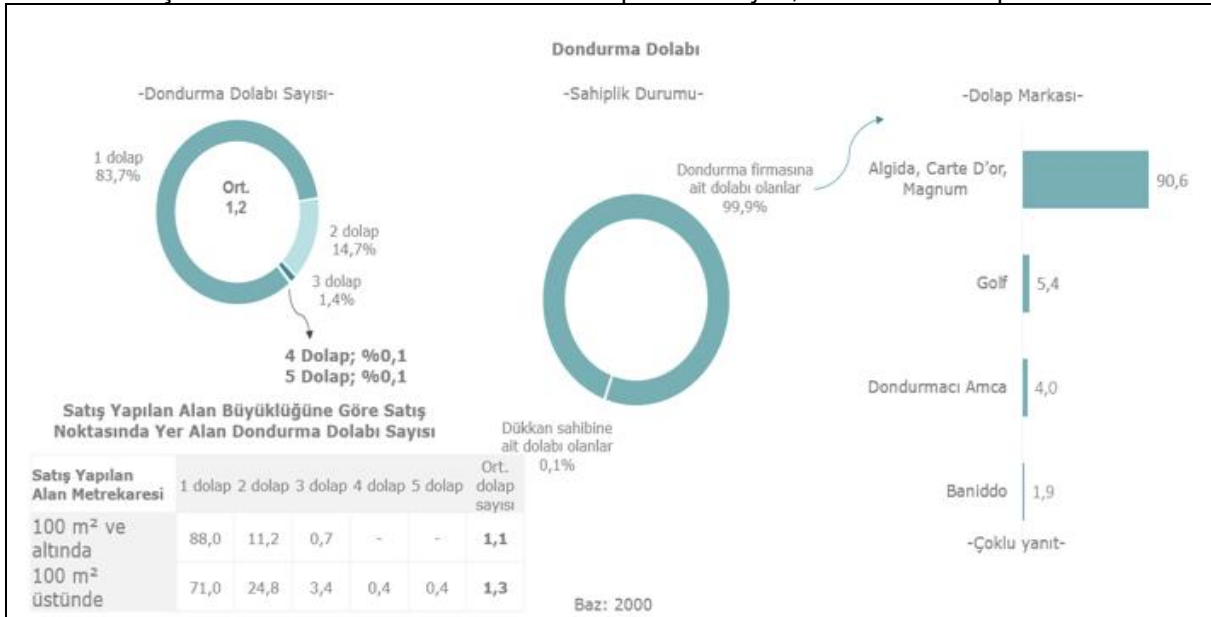 Dondurma Dolabı
-Dondurma Dolabı Sayısı-
1 dolap
83,7%
Ort.
1,2
2 dolap
14,7%
3 dolap
1,4%
4 Dolap; %0,1
5 Dolap; %0,1
-Sahiplik Durumu-
Dondurma firmasına
ait dolabı olanlar
99,9%
Dükkan sahibine
ait dolabı olanlar
0,1%
-Dolap Markası-
Algida, Carte D’or,
Magnum
90,6
Golf
5,4
Dondurmacı Amca
4,0
Baniddo
1,9
-Çoklu yanıt-
Satış Yapılan Alan Büyüklüğüne Göre Satış
Noktasında Yer Alan Dondurma Dolabı Sayısı
Satış Yapılan
Alan Metrekaresi
1 dolap 2 dolap 3 dolap 4 dolap 5 dolap
Ort.
dolap
sayısı
100 m² ve
altında
88,0 11,2 0,7 - - 1,1
100 m²
üstünde
71,0 24,8 3,4 0,4 0,4 1,3
Baz: 2000